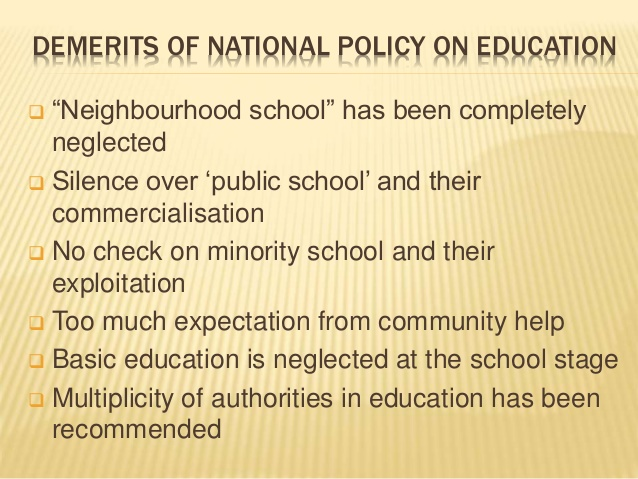 DEMERITS OF NATIONAL POLICY ON EDUCATION
“Neighbourhood school” has been completely
neglected
Silence over ‘public school’ and their
commercialisation
No check on minority school and their
exploitation
Too much expectation from community help
Basic education is neglected at the school stage
Multiplicity of authorities in education has been
recommended